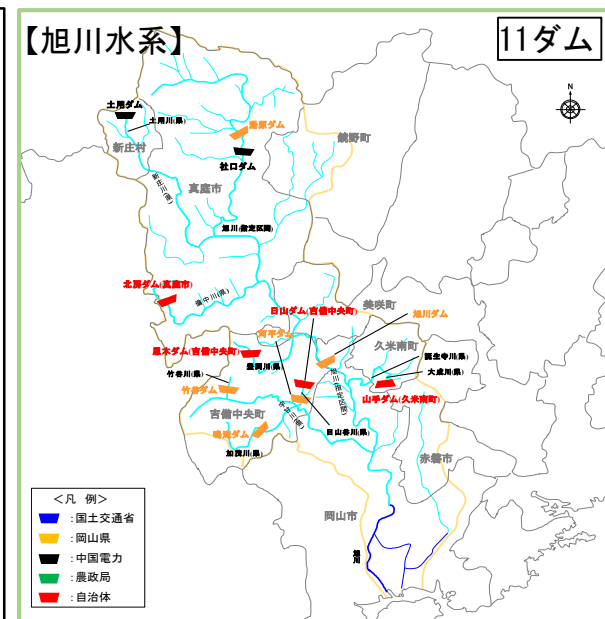 【旭川水系】
11ダム
N
土用ダム
土用川(県)
新庄村
湯原ダム
社口ダム
鏡野町
真庭市
新庄川(県)
旭川(指定区間)
北房ダム(真庭市)
備中川(県)
日山ダム(吉備中央町)
美咲町
旭川ダム
河平ダム
久米南町
黒木ダム(吉備中央町)
誕生寺川(県)
竹谷川(県)
豊岡川(県)
大成川(県)
竹谷ダム
旭川(指定区間)
山手ダム(久米南町)
吉備中央町
宇甘川(県)
日山谷川(県)
鳴滝ダム
加茂川(県)
赤磐市
岡山市
旭川
<凡 例>
:国土交通省
:岡山県
:中国電力
:農政局
:自治体